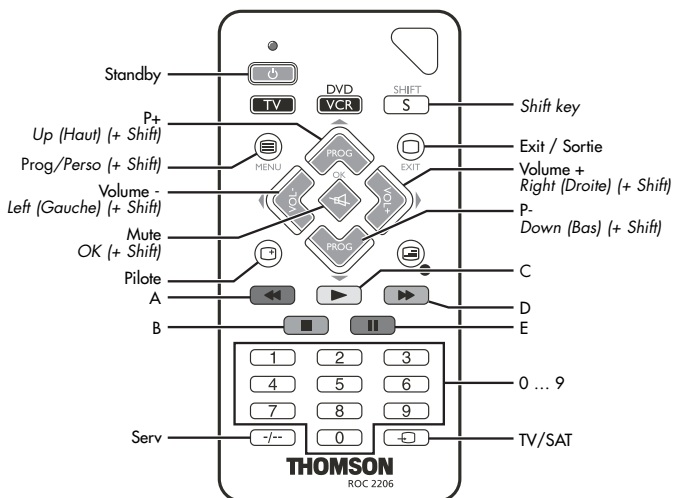 Standby
TV
DVD
VCR
SHIFT
S
Shift key
P+
Up (Haut) (+ Shift)
Prog/Perso (+ Shift)
MENU
PROG
EXIT
Exit / Sortie
Volume -
Left (Gauche) (+ Shift)
VOL-
OK
VOL+
Volume +
Right (Droite) (+ Shift)
Mute
OK (+ Shift)
PROG
P-
Down (Bas) (+ Shift)
Pilote
A
C
D
B
E
1 2 3
4 5 6
7 8 9
0 ... 9
Serv
-/--
0
TV/SAT
THOMSON
ROC 2206